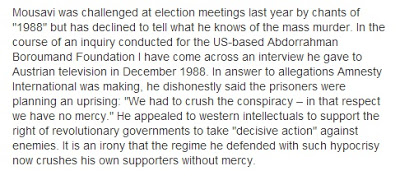 Mousavi was challenged at election meetings last year by chants of
"1988" but has declined to tell what he knows of the mass murder. In the
course of an inquiry conducted for the US-based Abdorrahman
Boroumand Foundation I have come across an interview he gave to
Austrian television in December 1988. In answer to allegations Amnesty
International was making, he dishonestly said the prisoners were
planning an uprising: "We had to crush the conspiracy – in that respect
we have no mercy." He appealed to western intellectuals to support the
right of revolutionary governments to take "decisive action" against
enemies. It is an irony that the regime he defended with such hypocrisy
now crushes his own supporters without mercy.